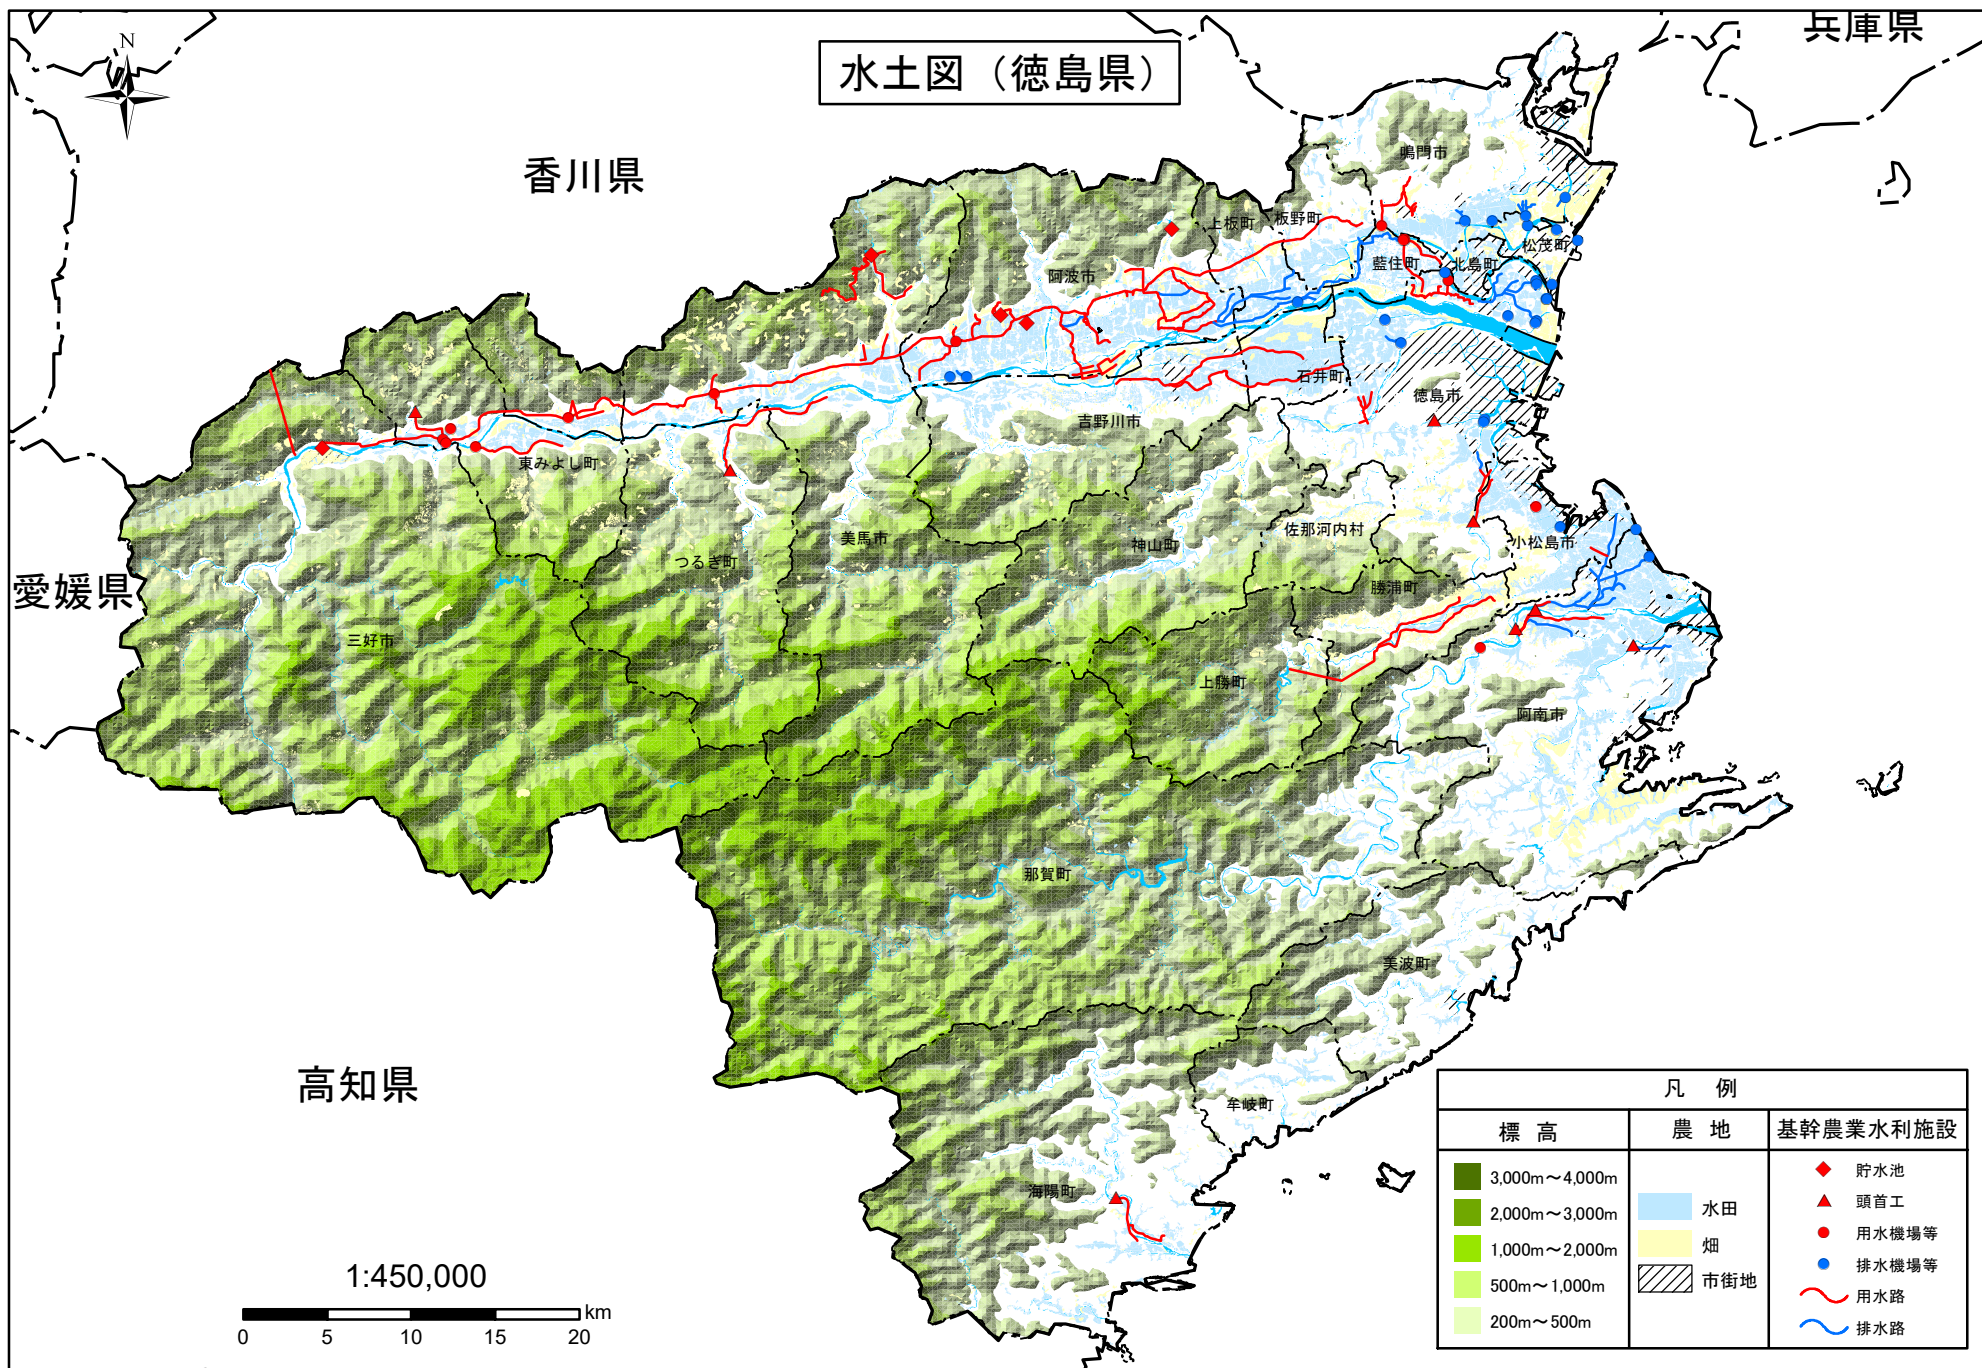 兵庫県
N
水土図（徳島県）
香川県
鳴門市
上板町
板野町
松茂町
藍住町
北島町
阿波市
石井町
徳島市
吉野川市
東みよし町
佐那河内村
小松島市
美馬市
神山町
つるぎ町
愛媛県
勝浦町
三好市
上勝町
阿南市
那賀町
美波町
高知県
牟岐町
海陽町
凡 例
標 高
農 地
基幹農業水利施設
3,000m～4,000m
2,000m～3,000m
1,000m～2,000m
500m～1,000m
200m～500m
水田
畑
市街地
貯水池
頭首工
用水機場等
排水機場等
用水路
排水路
1:450,000
km
0 5 10 15 20